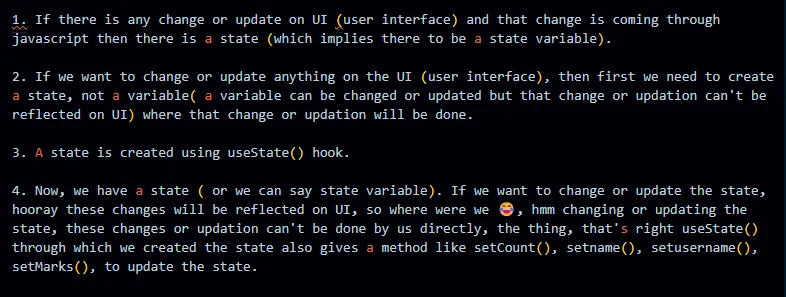 1. If there is any change or update on UI (user interface) and that change is coming through
javascript then there is a state (which implies there to be a state variable).
2. If we want to change or update anything on the UI (user interface), then first we need to create
a state, not a variable( a variable can be changed or updated but that change or updation can't be
reflected on UI) where that change or updation will be done.
3. A state is created using useState() hook.
4. Now, we have a state ( or we can say state variable). If we want to change or update the state,
hooray these changes will be reflected on UI, so where were we 😂, hmm changing or updating the
state, these changes or updation can't be done by us directly, the thing, that's right useState()
through which we created the state also gives a method like setCount(), setname(), setusername(),
setMarks(), to update the state.